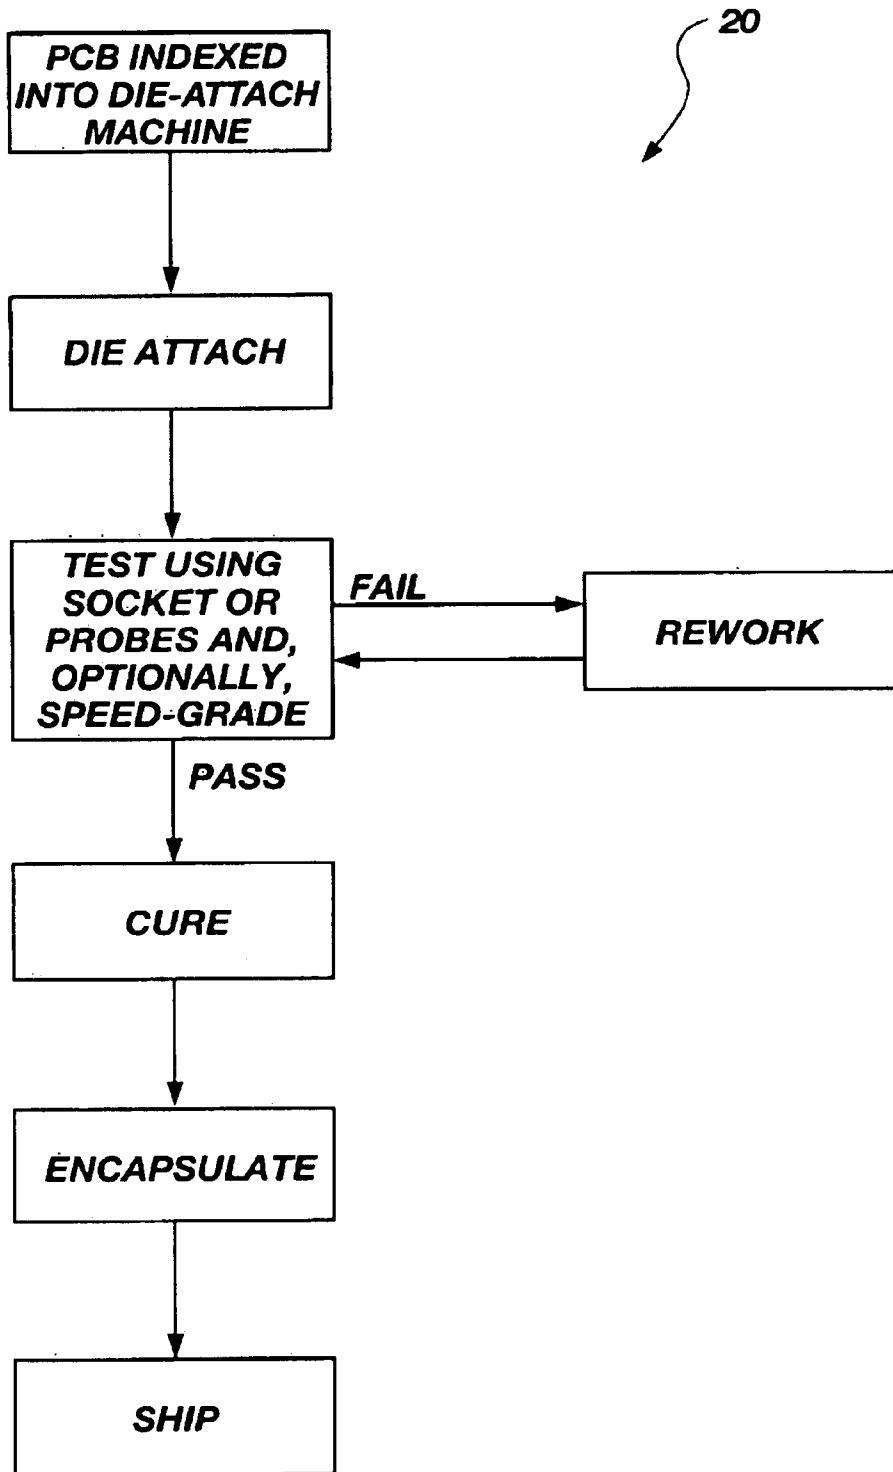 20
PCB INDEXED
INTO DIE-ATTACH
MACHINE
DIE ATTACH
TEST USING
SOCKET OR
PROBES AND,
OPTIONALLY,
SPEED-GRADE
FAIL
REWORK
PASS
CURE
ENCAPSULATE
SHIP